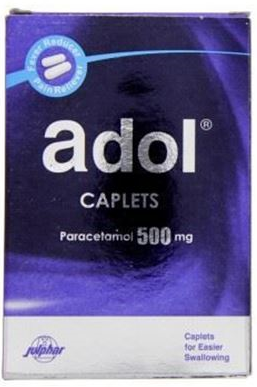 Fever Reducer
Pain Reliever
adol®
CAPLETS
Paracetamol 500 mg
julphar
Caplets
for Easier
Swallowing